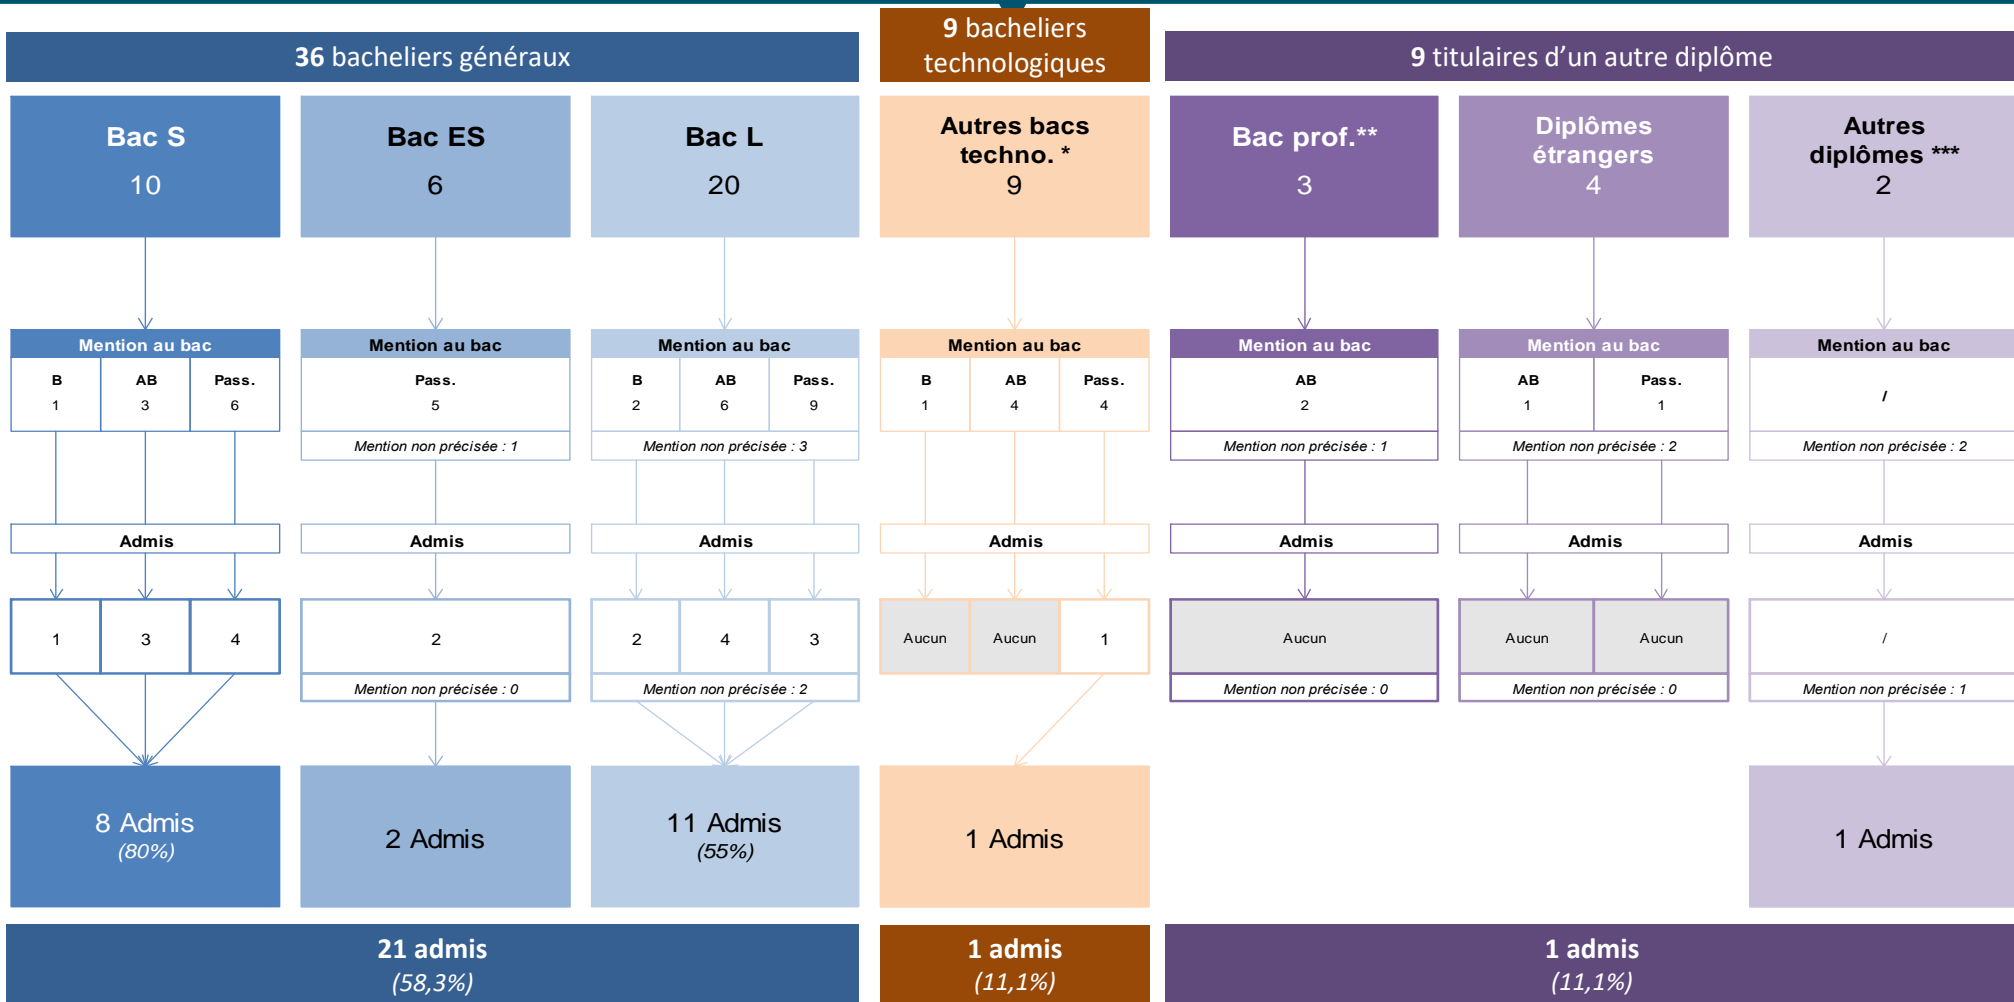 36 bacheliers généraux
9 bacheliers
technologiques
9 titulaires d'un autre diplôme
Bac S
10
Bac ES
6
Bac L
20
Autres bacs
techno. *
9
Bac prof.**
3
Diplômes
étrangers
4
Autres
diplômes ***
2
Mention au bac
B AB Pass.
1 3 6
Mention au bac
Pass.
5
Mention non précisée : 1
Mention au bac
B AB Pass.
2 6 9
Mention non précisée : 3
Mention au bac
B AB Pass.
1 4 4
Mention au bac
AB
2
Mention non précisée : 1
Mention au bac
AB Pass.
1 1
Mention non précisée : 2
Mention au bac
/
Mention non précisée : 2
Admis
Admis
Admis
Admis
Admis
Admis
Admis
1 3 4
2
Mention non précisée : 0
2 4 3
Mention non précisée : 2
Aucun Aucun 1
Aucun
Mention non précisée : 0
Aucun Aucun
Mention non précisée : 0
/
Mention non précisée : 1
8 Admis
(80%)
2 Admis
11 Admis
(55%)
1 Admis
1 Admis
21 admis
(58,3%)
1 admis
(11,1%)
1 admis
(11,1%)